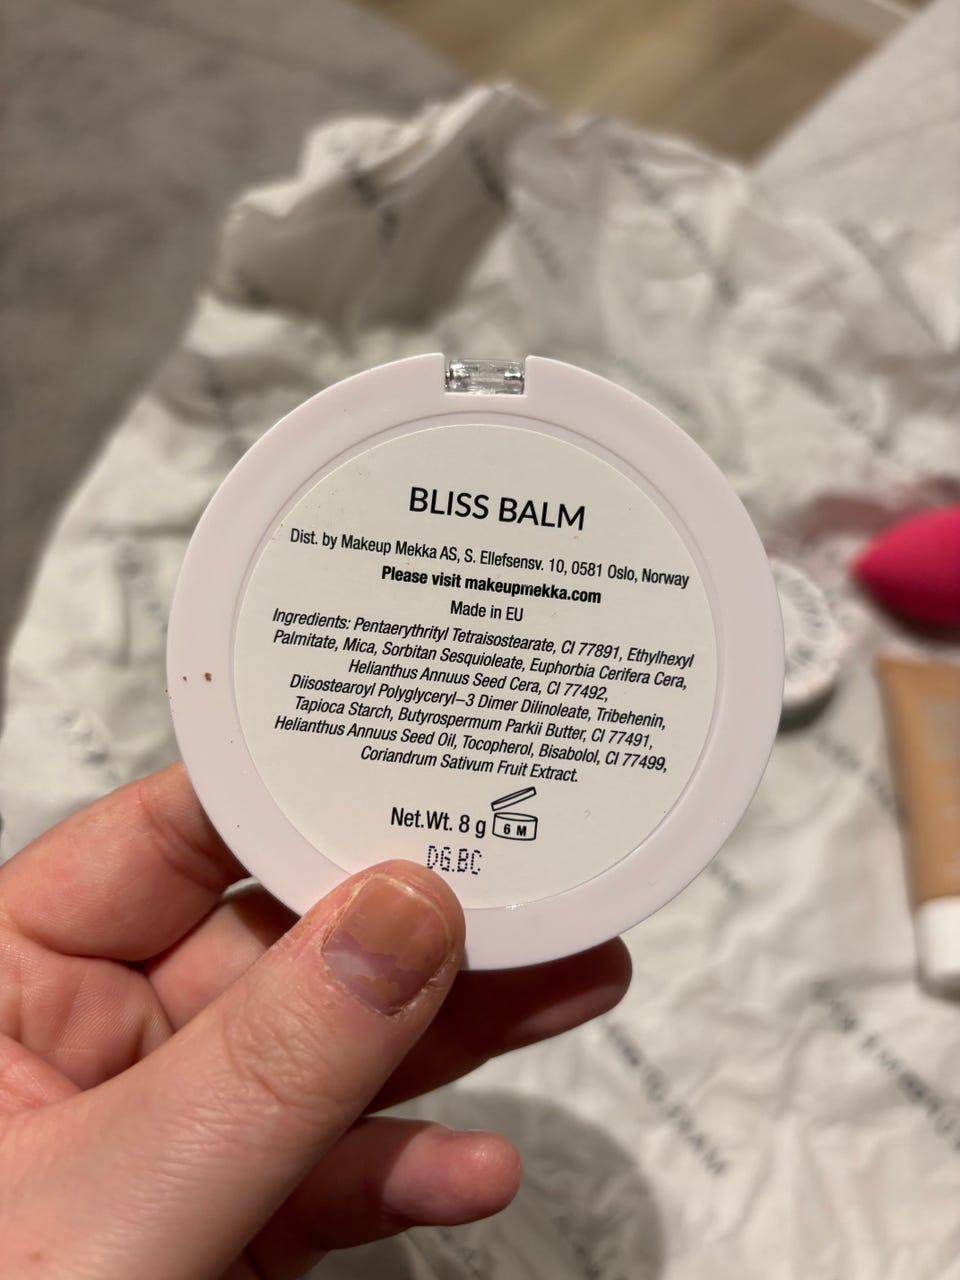 BLISS BALM
Dist. by Makeup Mekka AS, S. Ellefsensv. 10, 0581 Oslo, Norway
Please visit makeupmekka.com
Made in EU
Ingredients: Pentaerythrityl Tetraisostearate, CI 77891, Ethylhexyl
Palmitate, Mica, Sorbitan Sesquioleate, Euphorbia Cerifera Cera,
Helianthus Annuus Seed Cera, CI 77492,
Diisostearoyl Polyglyceryl–3 Dimer Dilinoleate, Tribehenin,
Tapioca Starch, Butyrospermum Parkii Butter, CI 77491,
Helianthus Annuus Seed Oil, Tocopherol, Bisabolol, CI 77499,
Coriandrum Sativum Fruit Extract.
Net.Wt. 8 g 6 M
DG.BC